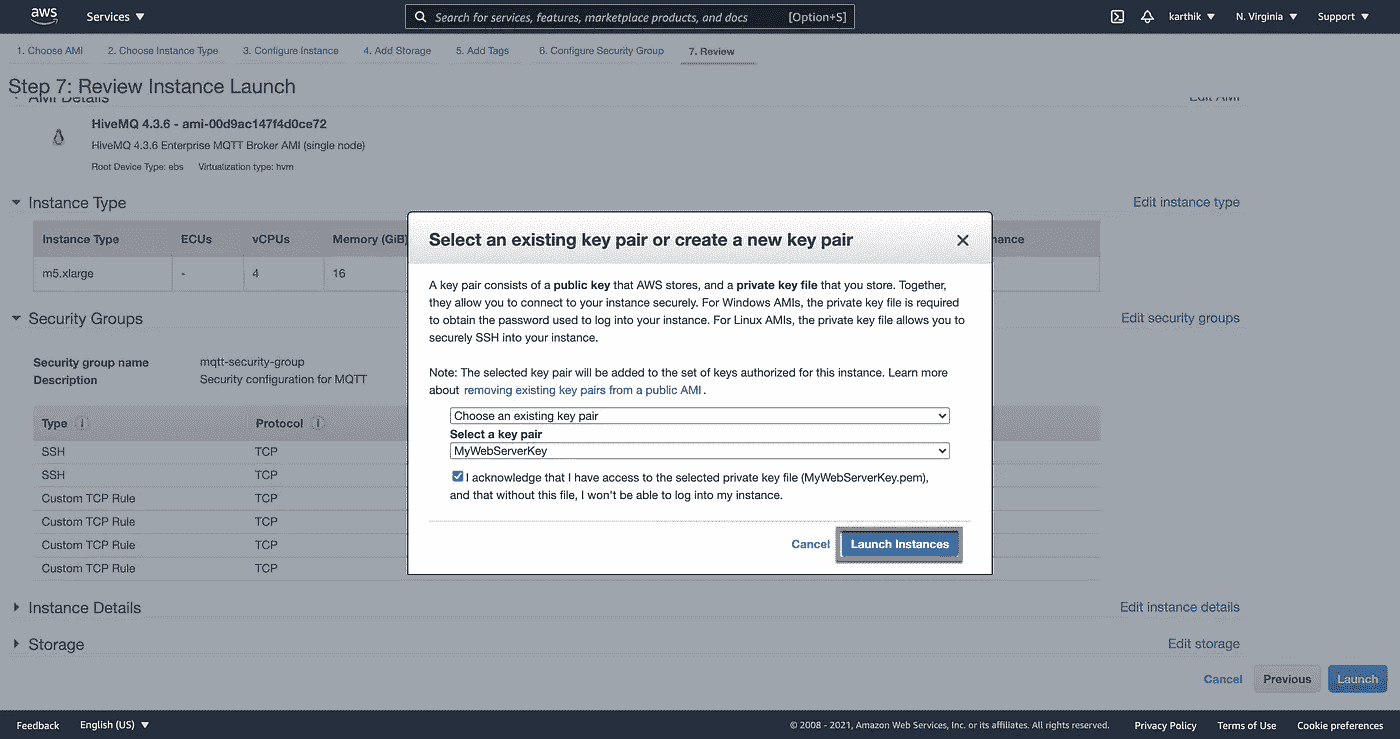 aws
Services
Search for services, features, marketplace products, and docs [Option+S]
karthik
N. Virginia
Support
1. Choose AMI 2. Choose Instance Type 3. Configure Instance 4. Add Storage 5. Add Tags 6. Configure Security Group 7. Review
Step 7: Review Instance Launch
AMI Details Edit AMI
HiveMQ 4.3.6 - ami-00d9ac147f4d0ce72
HiveMQ 4.3.6 Enterprise MQTT Broker AMI (single node)
Root Device Type: ebs Virtualization type: hvm
Instance Type Edit instance type
Instance Type ECUs vCPUs Memory (GiB)
m5.xlarge - 4 16
Security Groups Edit security groups
Security group name mqtt-security-group
Description Security configuration for MQTT
Type Protocol
SSH TCP
SSH TCP
Custom TCP Rule TCP
Custom TCP Rule TCP
Custom TCP Rule TCP
Custom TCP Rule TCP
Instance Details Edit instance details
Storage Edit storage
Select an existing key pair or create a new key pair
A key pair consists of a public key that AWS stores, and a private key file that you store. Together,
they allow you to connect to your instance securely. For Windows AMIs, the private key file is required
to obtain the password used to log into your instance. For Linux AMIs, the private key file allows you to
securely SSH into your instance.
Note: The selected key pair will be added to the set of keys authorized for this instance. Learn more
about removing existing key pairs from a public AMI .
Choose an existing key pair
Select a key pair
MyWebServerKey
I acknowledge that I have access to the selected private key file (MyWebServerKey.pem),
and that without this file, I won't be able to log into my instance.
Cancel Launch Instances
Cancel Previous Launch
Feedback English (US) © 2008 - 2021, Amazon Web Services, Inc. or its affiliates. All rights reserved. Privacy Policy Terms of Use Cookie preferences